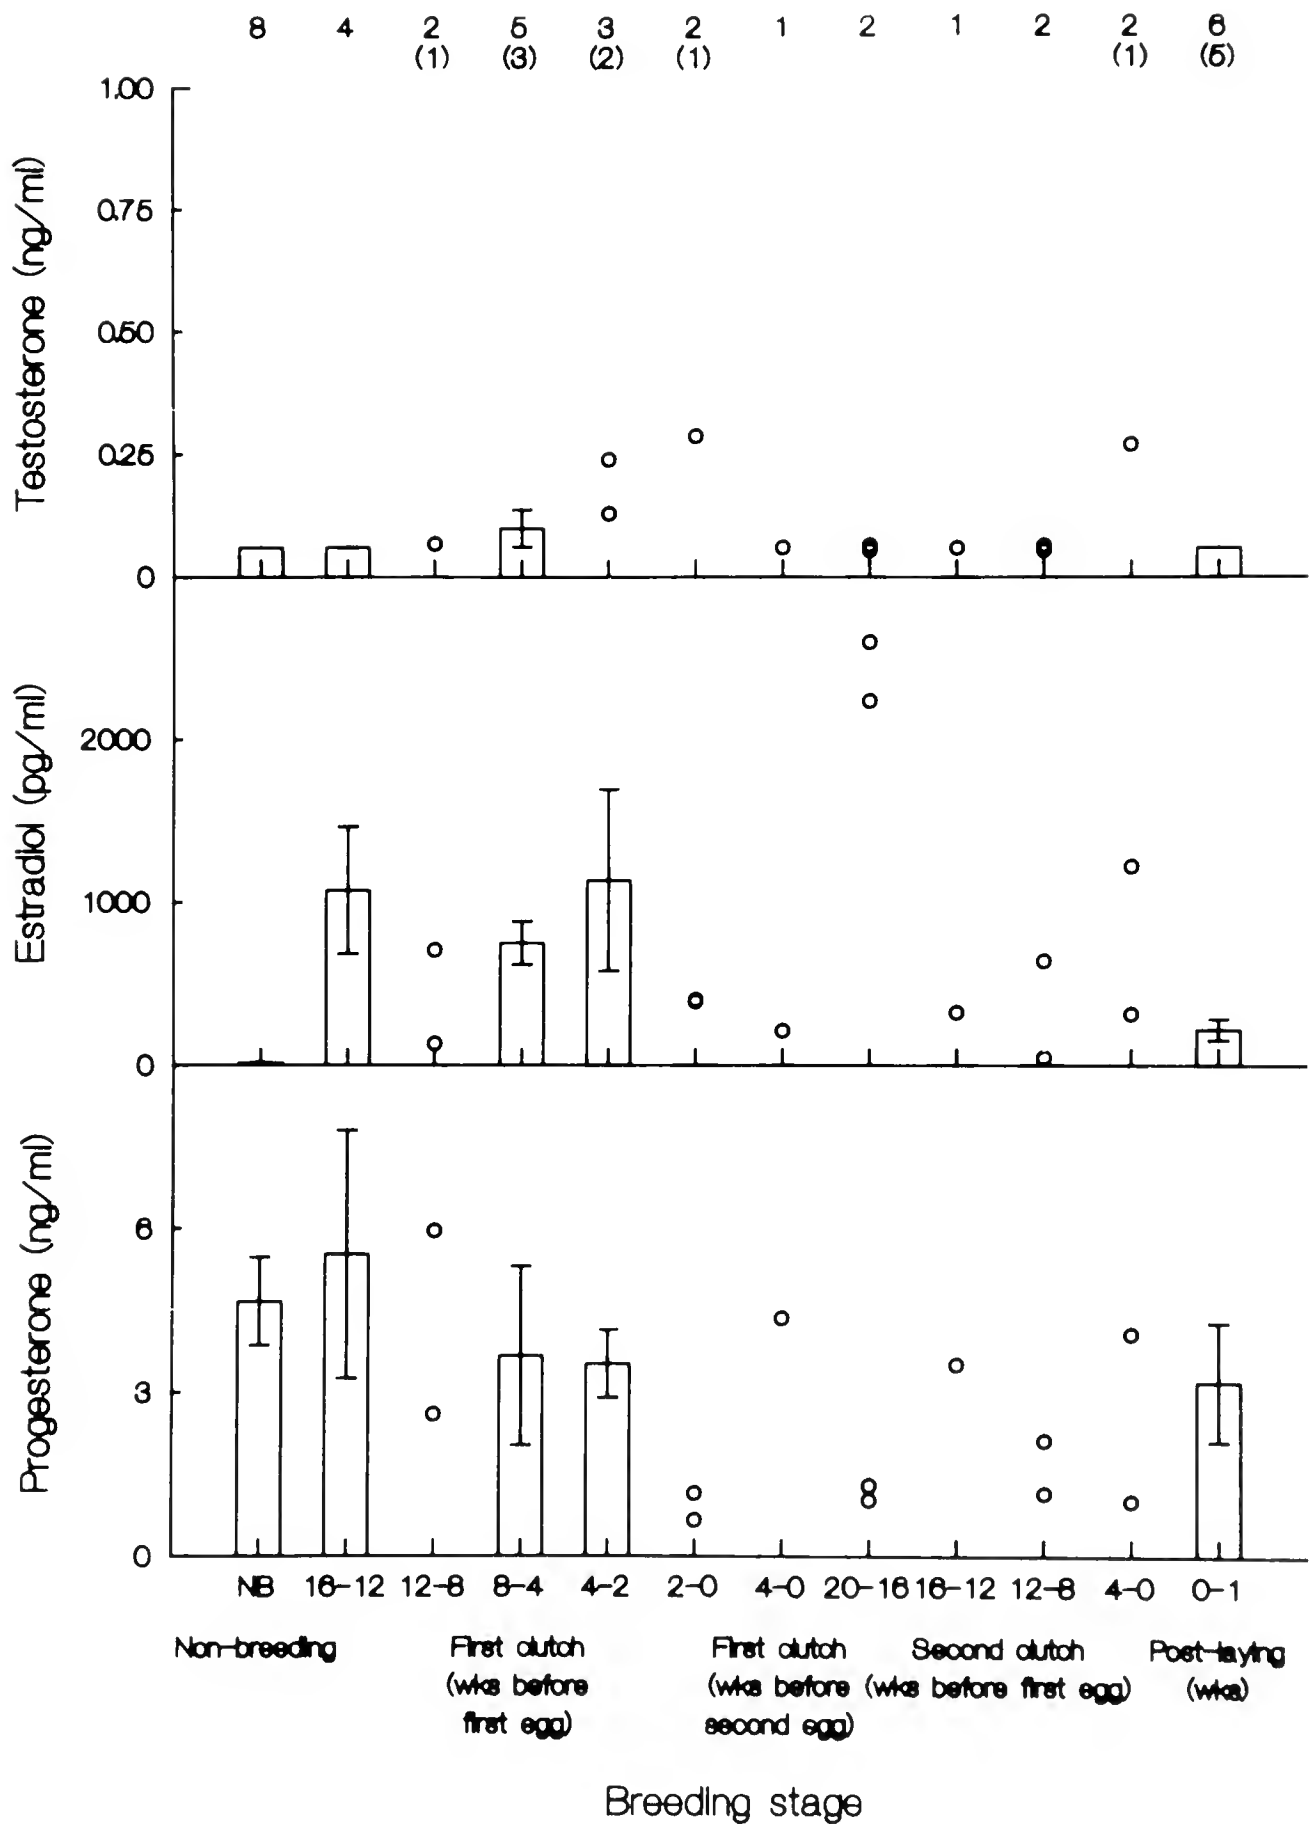 8 4 2 5 3 2 1 2 1 2 2 6
(1) (3) (2) (1) (1) (5)
Testosterone (ng/ml)
1.00
0.75
0.50
0.25
0
Estradiol (pg/ml)
2000
1000
0
Progesterone (ng/ml)
6
3
0
NB 16-12 12-8 8-4 4-2 2-0 4-0 20-16 16-12 12-8 4-0 0-1
Non-breeding First clutch First clutch Second clutch Post-laying
(wks before (wks before (wks before first egg) (wks)
first egg) second egg)
Breeding stage